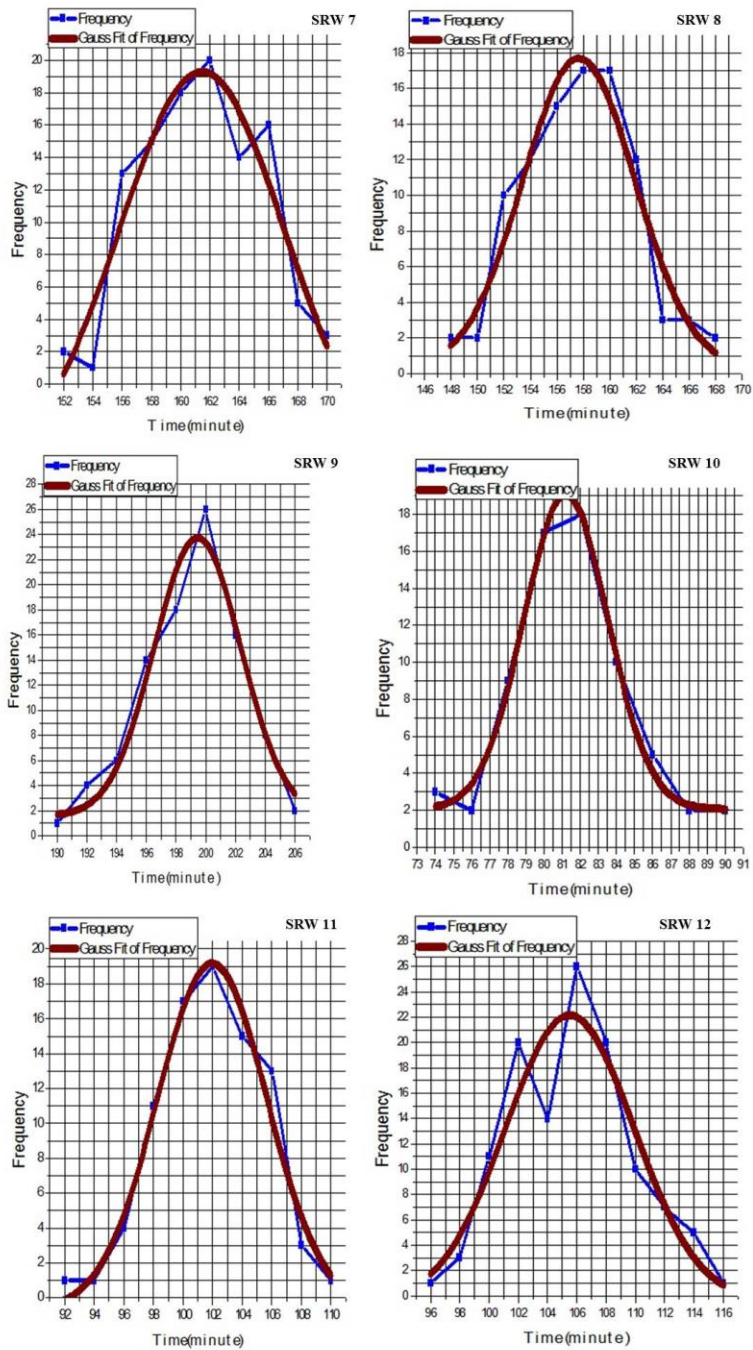 Frequency
Gauss Fit of Frequency
SRW 7
20
18
16
14
12
10
8
6
4
2
0
Frequency
152 154 156 158 160 162 164 166 168 170
Time(minute)
Frequency
Gauss Fit of Frequency
SRW 8
18
16
14
12
10
8
6
4
2
0
Frequency
146 148 150 152 154 156 158 160 162 164 166 168 170
Time(minute)
Frequency
Gauss Fit of Frequency
SRW 9
28
26
24
22
20
18
16
14
12
10
8
6
4
2
0
Frequency
190 192 194 196 198 200 202 204 206
Time(minute)
Frequency
Gauss Fit of Frequency
SRW 10
18
16
14
12
10
8
6
4
2
0
Frequency
73 74 75 76 77 78 79 80 81 82 83 84 85 86 87 88 89 90 91
Time(minute)
Frequency
Gauss Fit of Frequency
SRW 11
20
18
16
14
12
10
8
6
4
2
0
Frequency
92 94 96 98 100 102 104 106 108 110
Time(minute)
Frequency
Gauss Fit of Frequency
SRW 12
28
26
24
22
20
18
16
14
12
10
8
6
4
2
0
Frequency
96 98 100 102 104 106 108 110 112 114 116
Time(minute)